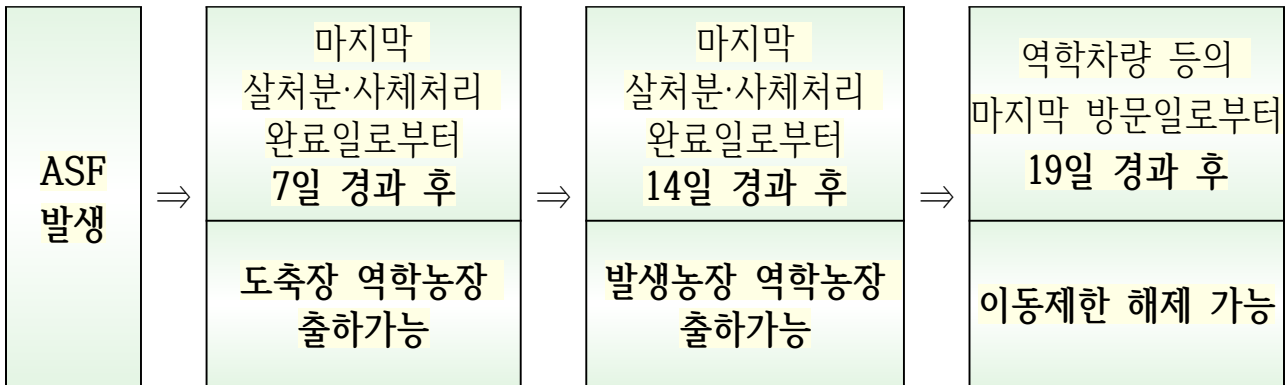 ASF
발생
⇒
마지막
살처분·사체처리
완료일로부터
7일 경과 후
도축장 역학농장
출하가능
⇒
마지막
살처분·사체처리
완료일로부터
14일 경과 후
발생농장 역학농장
출하가능
⇒
역학차량 등의
마지막 방문일로부터
19일 경과 후
이동제한 해제 가능